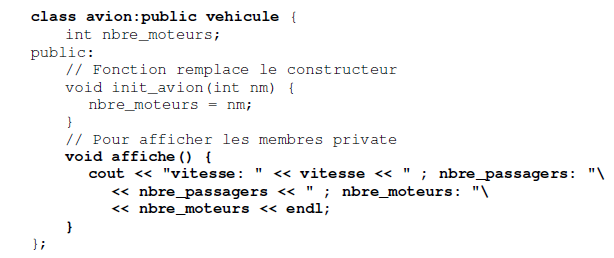 class avion:public vehicule {
int nbre_moteurs;
public:
// Fonction remplace le constructeur
void init_avion(int nm) {
nbre_moteurs = nm;
}
// Pour afficher les membres private
void affiche() {
cout << "vitesse: " << vitesse << " ; nbre_passagers: "\
<< nbre_passagers << " ; nbre_moteurs: "\
<< nbre_moteurs << endl;
}
};